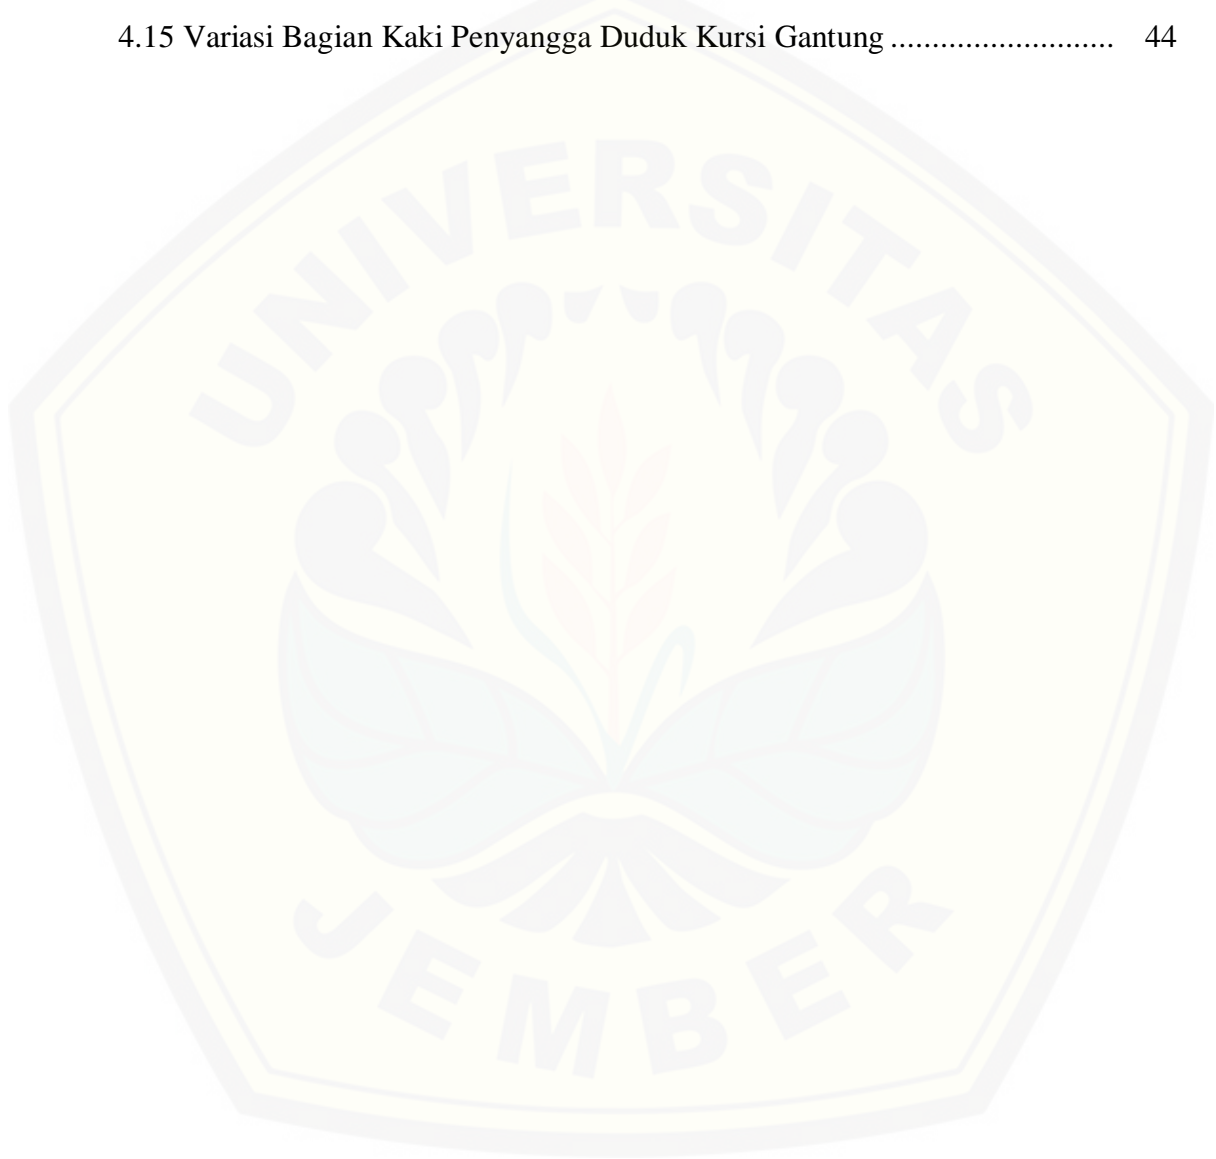 4.15 Variasi Bagian Kaki Penyangga Duduk Kursi Gantung ........................... 44
UNIVERSITAS
JEMBER